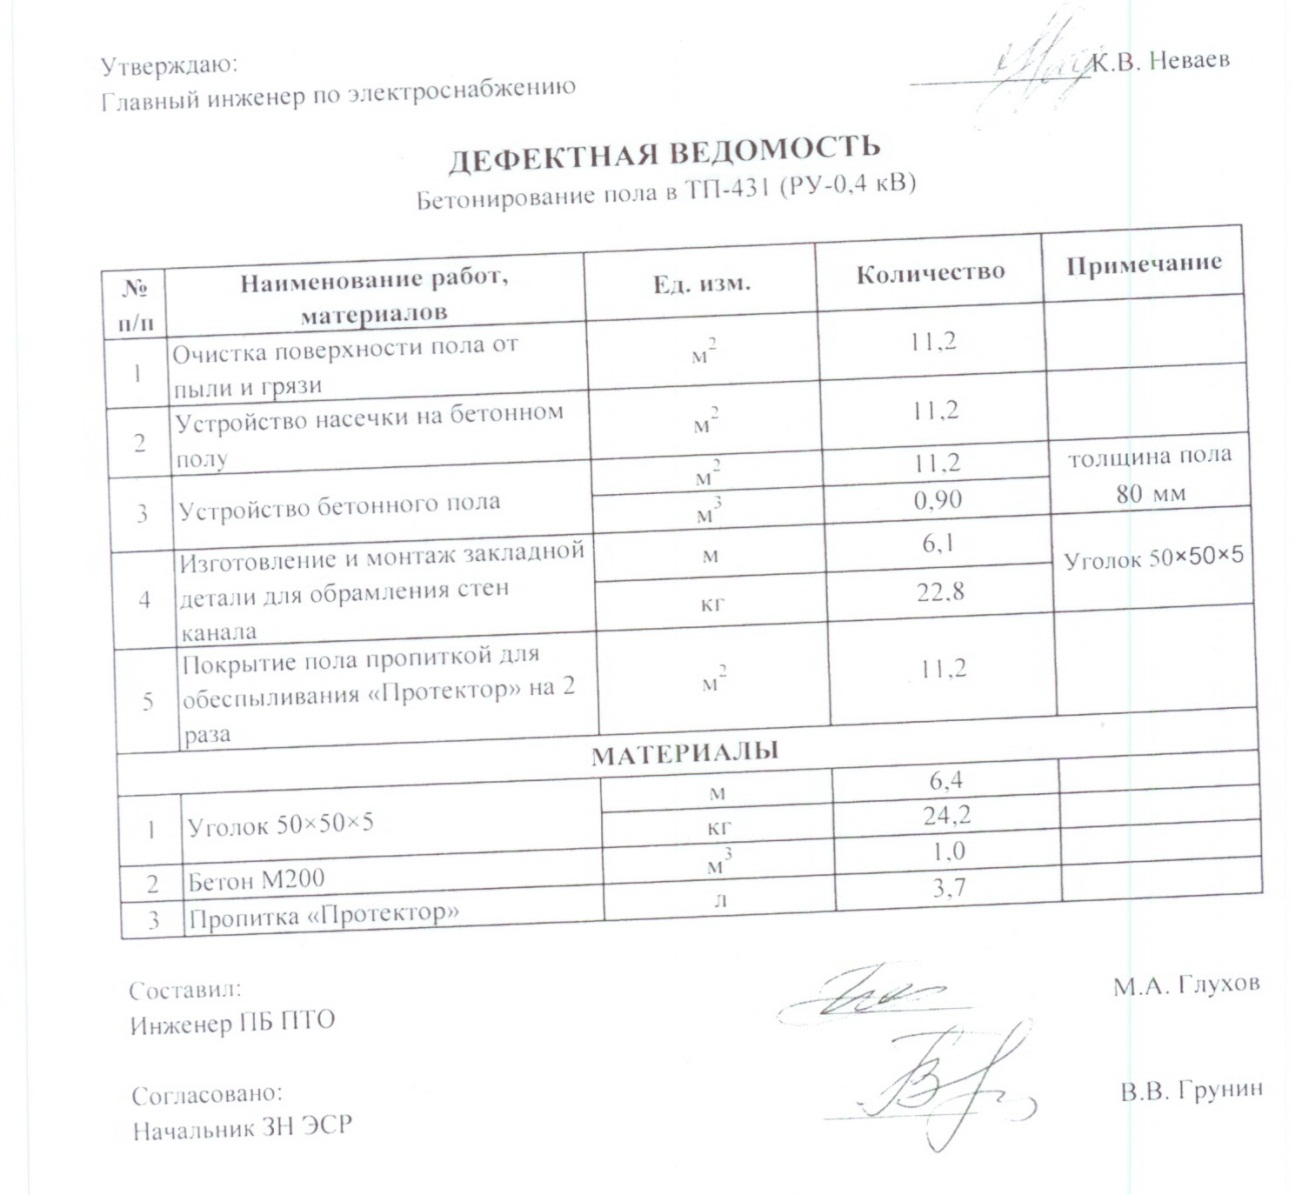 Утверждаю:
Главный инженер по электроснабжению
К.В. Неваев
ДЕФЕКТНАЯ ВЕДОМОСТЬ
Бетонирование пола в ТП-431 (РУ-0,4 кВ)
№ п/п
Наименование работ, материалов
Ед. изм.
Количество
Примечание
1
Очистка поверхности пола от
пыли и грязи
м²
11,2
2
Устройство насечки на бетонном
полу
м²
11,2
3
Устройство бетонного пола
м²
11,2
м³
0,90
толщина пола
80 мм
4
Изготовление и монтаж закладной
детали для обрамления стен
канала
м
6,1
кг
22,8
Уголок 50×50×5
5
Покрытие пола пропиткой для
обеспыливания «Протектор» на 2
раза
м²
11,2
МАТЕРИАЛЫ
1
Уголок 50×50×5
м
6,4
кг
24,2
2
Бетон М200
м³
1,0
3
Пропитка «Протектор»
л
3,7
Составил:
Инженер ПБ ПТО
М.А. Глухов
Согласовано:
Начальник ЗН ЭСР
В.В. Грунин